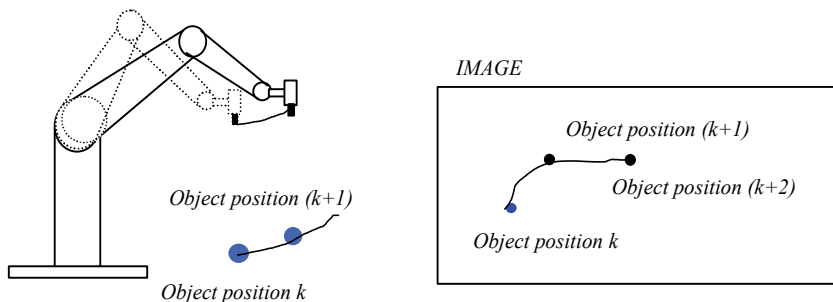 Object position (k+1)
Object position k
IMAGE
Object position (k+1)
Object position (k+2)
Object position k